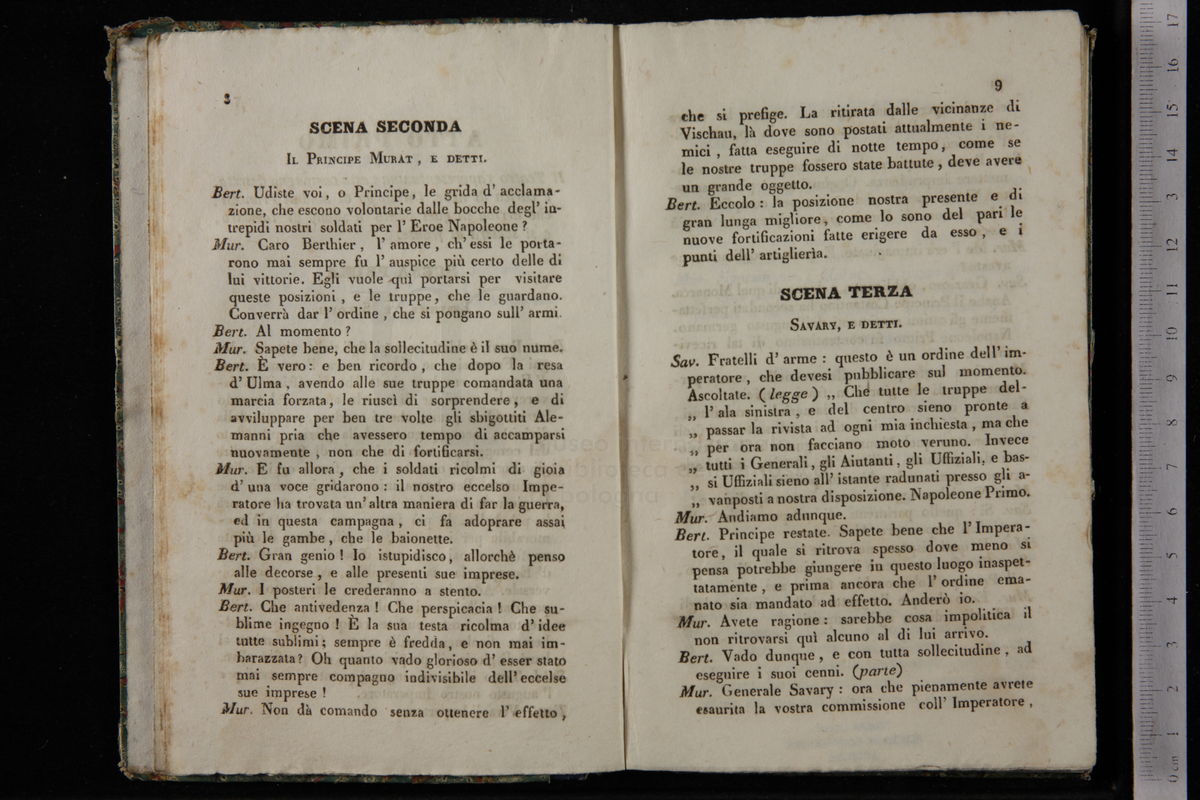 8
SCENA SECONDA
IL PRINCIPE MURAT , E DETTI.
Bert. Udiste voi, o Principe, le grida d' acclama-
zione, che escono volontarie dalle bocche degl' in-
trepidi nostri soldati per l' Eroe Napoleone ?
Mur. Caro Berthier , l' amore , ch' essi le porta-
rono mai sempre fu l' auspice più certo delle di
lui vittorie. Egli vuole quì portarsi per visitare
queste posizioni , e le truppe, che le guardano.
Converrà dar l' ordine , che si pongano sull' armi.
Bert. Al momento ?
Mur. Sapete bene, che la sollecitudine è il suo nume.
Bert. È vero: e ben ricordo , che dopo la resa
d' Ulma , avendo alle sue truppe comandata una
marcia forzata, le riuscì di sorprendere, e di
avviluppare per ben tre volte gli sbigottiti Ale-
manni pria che avessero tempo di accamparsi
nuovamente , non che di fortificarsi.
Mur. E fu allora , che i soldati ricolmi di gioia
d' una voce gridarono : il nostro eccelso Impe-
ratore ha trovata un' altra maniera di far la guerra,
ed in questa campagna , ci fa adoprare assai
più le gambe , che le baionette.
Bert. Gran genio ! Io istupidisco, allorchè penso
alle decorse , e alle presenti sue imprese.
Mur. I posteri le crederanno a stento.
Bert. Che antivedenza ! Che perspicacia ! Che su-
blime ingegno ! È la sua testa ricolma d' idee
tutte sublimi; sempre è fredda, e non mai im-
barazzata? Oh quanto vado glorioso d' esser stato
mai sempre compagno indivisibile dell' eccelse
sue imprese !
Mur. Non dà comando senza ottenere l' effetto ,
9
che si prefige. La ritirata dalle vicinanze di
Vischau, là dove sono postati attualmente i ne-
mici , fatta eseguire di notte tempo, come se
le nostre truppe fossero state battute , deve avere
un grande oggetto.
Bert. Eccolo : la posizione nostra presente e di
gran lunga migliore, come lo sono del pari le
nuove fortificazioni fatte erigere da esso , e i
punti dell' artiglierìa.
SCENA TERZA
SAVARY, E DETTI.
Sav. Fratelli d' arme : questo è un ordine dell' im-
peratore , che devesi pubblicare sul momento.
Ascoltate. ( legge ) ,, Che tutte le truppe del-
,, l' ala sinistra , e del centro sieno pronte a
,, passar la rivista ad ogni mia inchiesta , ma che
,, per ora non facciano moto veruno. Invece
,, tutti i Generali, gli Aiutanti, gli Uffiziali, e bas-
,, si Uffiziali sieno all' istante radunati presso gli a-
,, vanposti a nostra disposizione. Napoleone Primo.
Mur. Andiamo adunque.
Bert. Principe restate. Sapete bene che l' Impera-
tore, il quale si ritrova spesso dove meno si
pensa potrebbe giungere in questo luogo inaspet-
tatamente , e prima ancora che l' ordine ema-
nato sia mandato ad effetto. Anderò io.
Mur. Avete ragione : sarebbe cosa impolitica il
non ritrovarsi quì alcuno al di lui arrivo.
Bert. Vado dunque , e con tutta sollecitudine , ad
eseguire i suoi cenni. (parte)
Mur. Generale Savary : ora che pienamente avrete
esaurita la vostra commissione coll' Imperatore ,